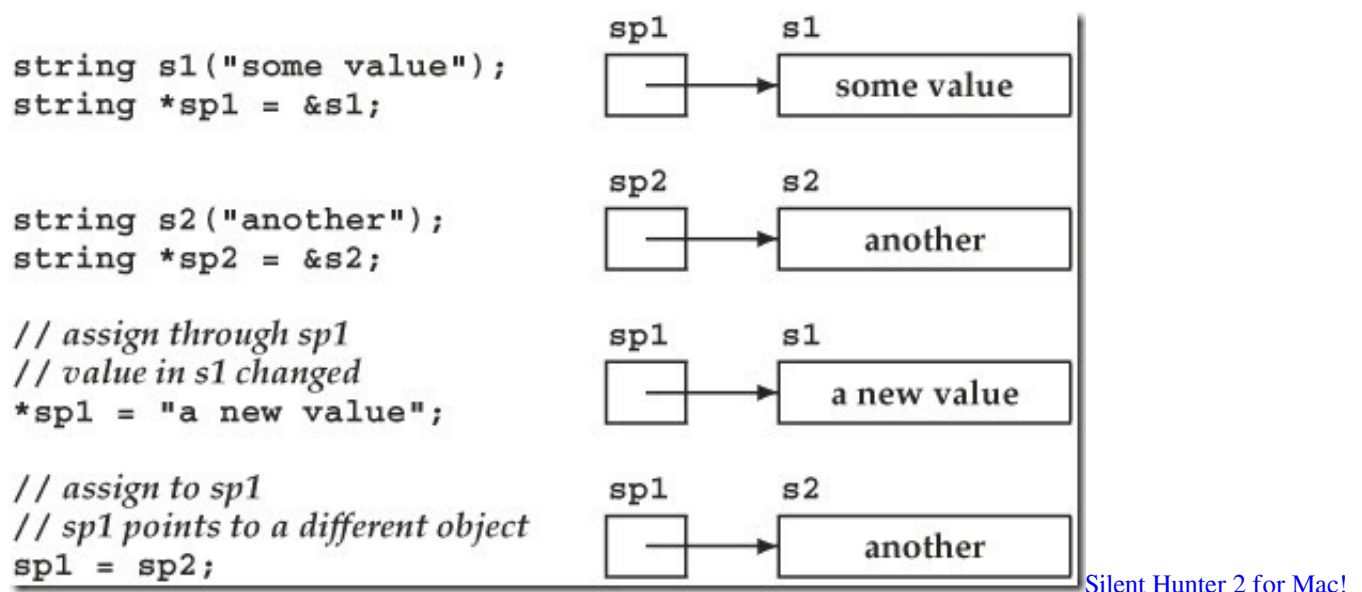 sp1 s1
string s1("some value");
some value
string *sp1 = &s1;
sp2 s2
string s2("another");
another
string *sp2 = &s2;
// assign through sp1
sp1 s1
// value in s1 changed
a new value
*sp1 = "a new value";
// assign to sp1
sp1 s2
// sp1 points to a different object
another
sp1 = sp2;
Silent Hunter 2 for Mac!